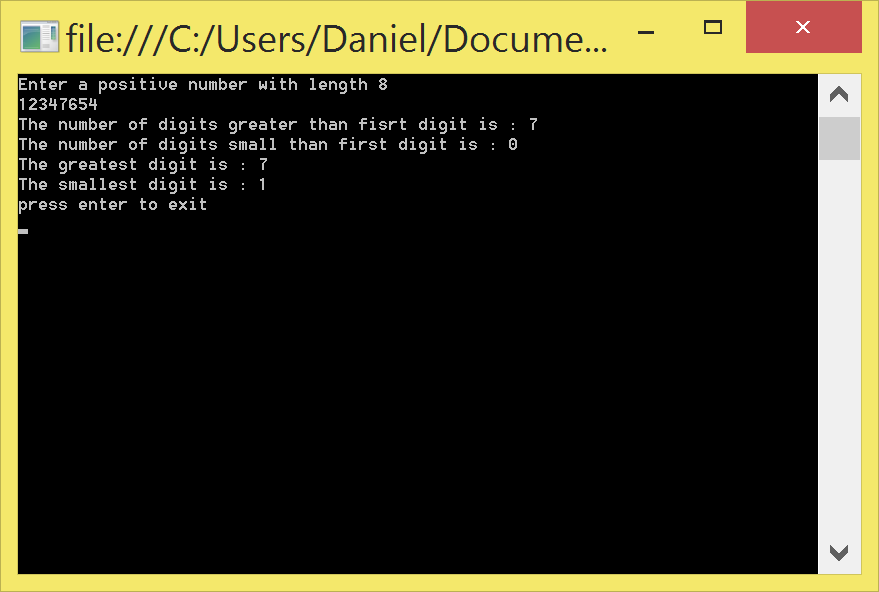 file:///C:/Users/Daniel/Docume...
Enter a positive number with length 8
12347654
The number of digits greater than fisrt digit is : 7
The number of digits small than first digit is : 0
The greatest digit is : 7
The smallest digit is : 1
press enter to exit